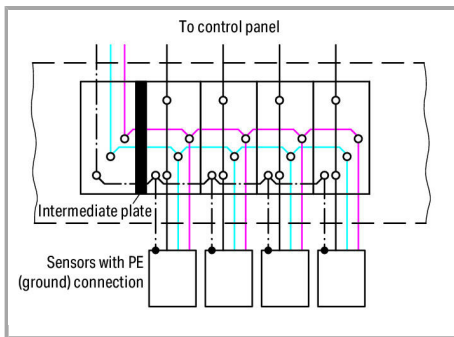 To control panel
Intermediate plate
Sensors with PE
(ground) connection